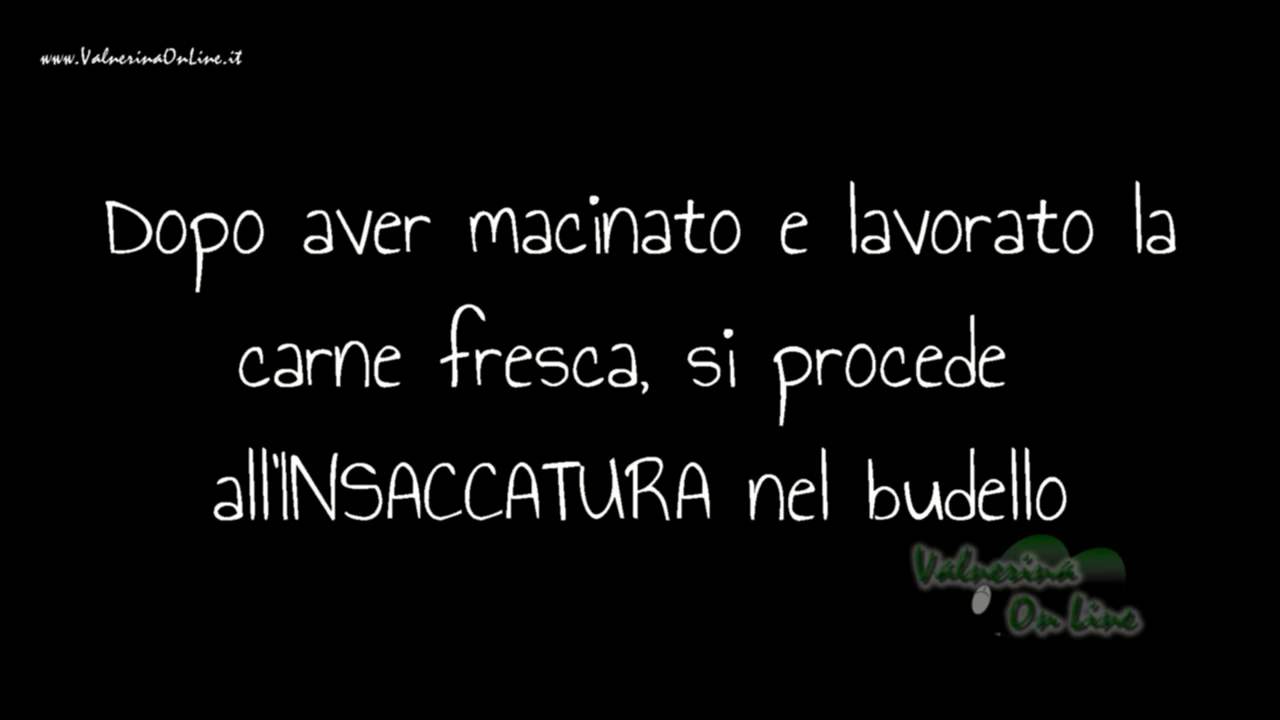 www.ValnerinaOnLine.it
Dopo aver macinato e lavorato la
carne fresca, si procede
all'INSACCATURA nel budello
Valnerina
On Line